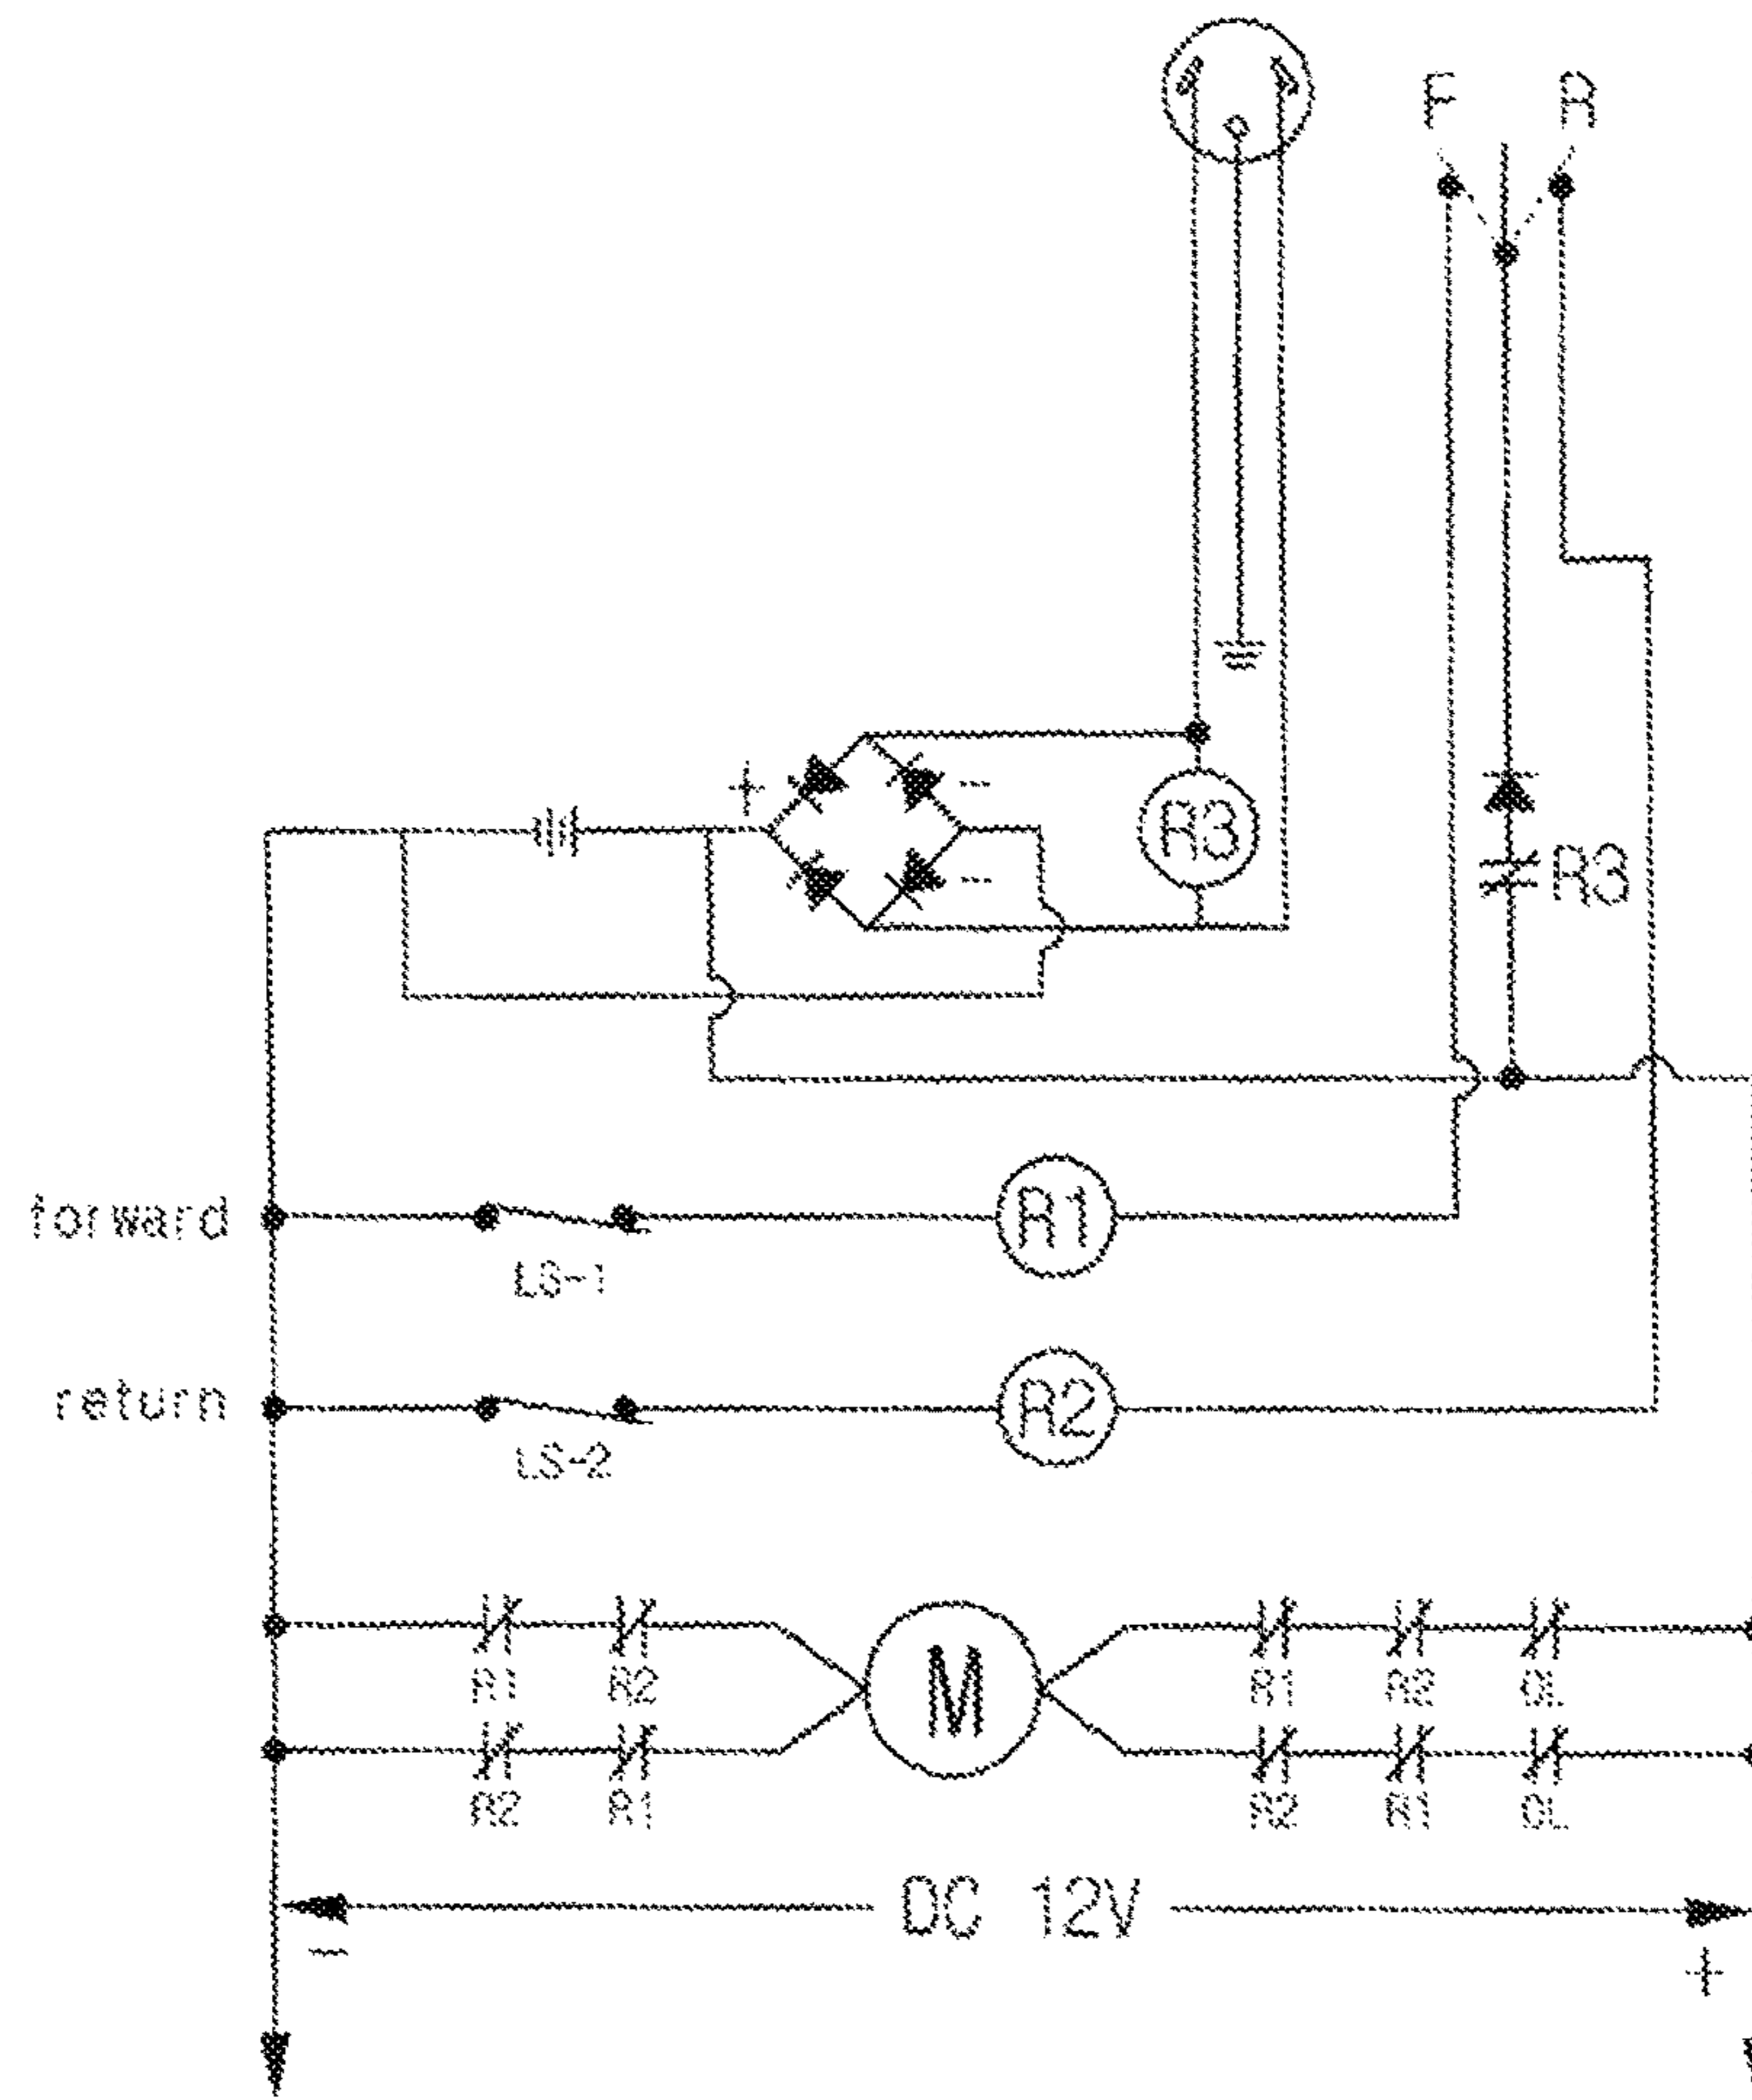 F R
+ -
R3 R3
-
forward R1
LS-1
return R2
LS-2
M
R1 R2 R1 R2 OL
R2 R1 R2 R1 OL
DC 12V
- +